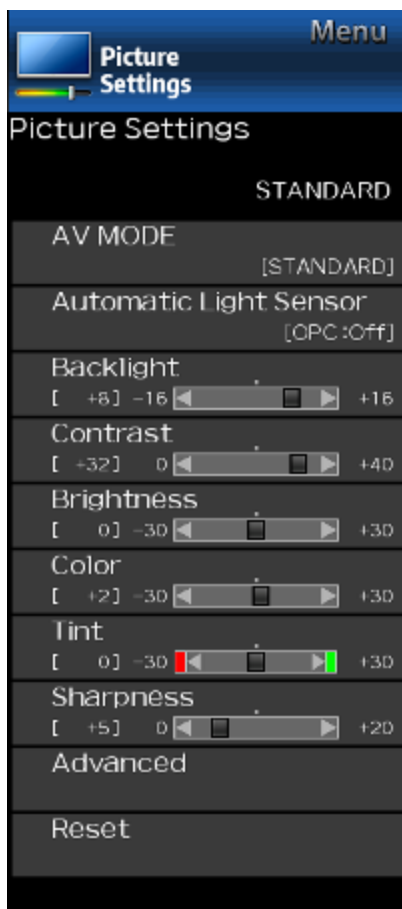 Menu
Picture
Settings
Picture Settings
STANDARD
AV MODE
[STANDARD]
Automatic Light Sensor
[OPC:Off]
Backlight
[ +8] -16 +16
Contrast
[ +32] 0 +40
Brightness
[ 0] -30 +30
Color
[ +2] -30 +30
Tint
[ 0] -30 +30
Sharpness
[ +5] 0 +20
Advanced
Reset